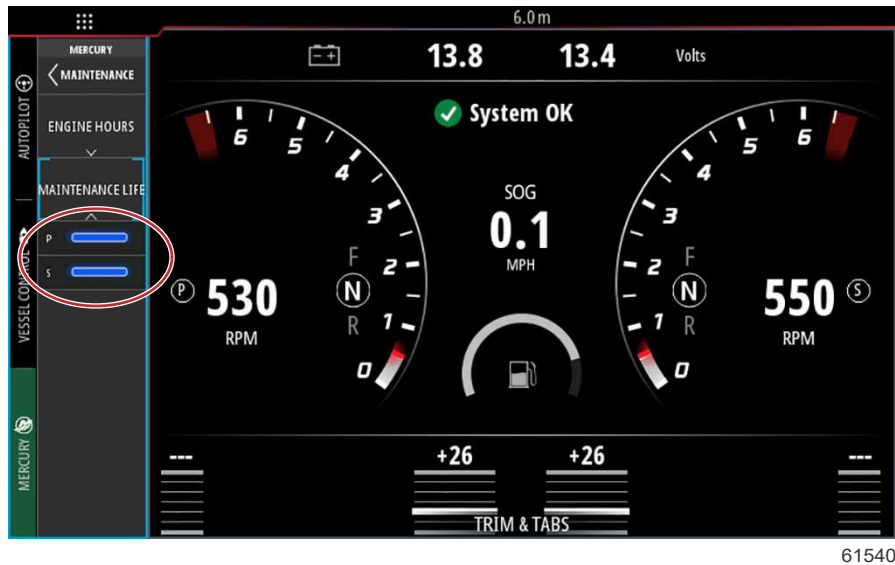 6.0 m
MERCURY
MAINTENANCE
ENGINE HOURS
MAINTENANCE LIFE
P
S
AUTOPILOT
VESSEL CONTROL
MERCURY
- +
13.8 13.4 Volts
System OK
6
5
4
3
2
1
0
P
530
RPM
F
N
R
SOG
0.1
MPH
6
5
4
3
2
1
0
F
N
R
550
RPM
S
---
+26
+26
---
TRIM & TABS
61540